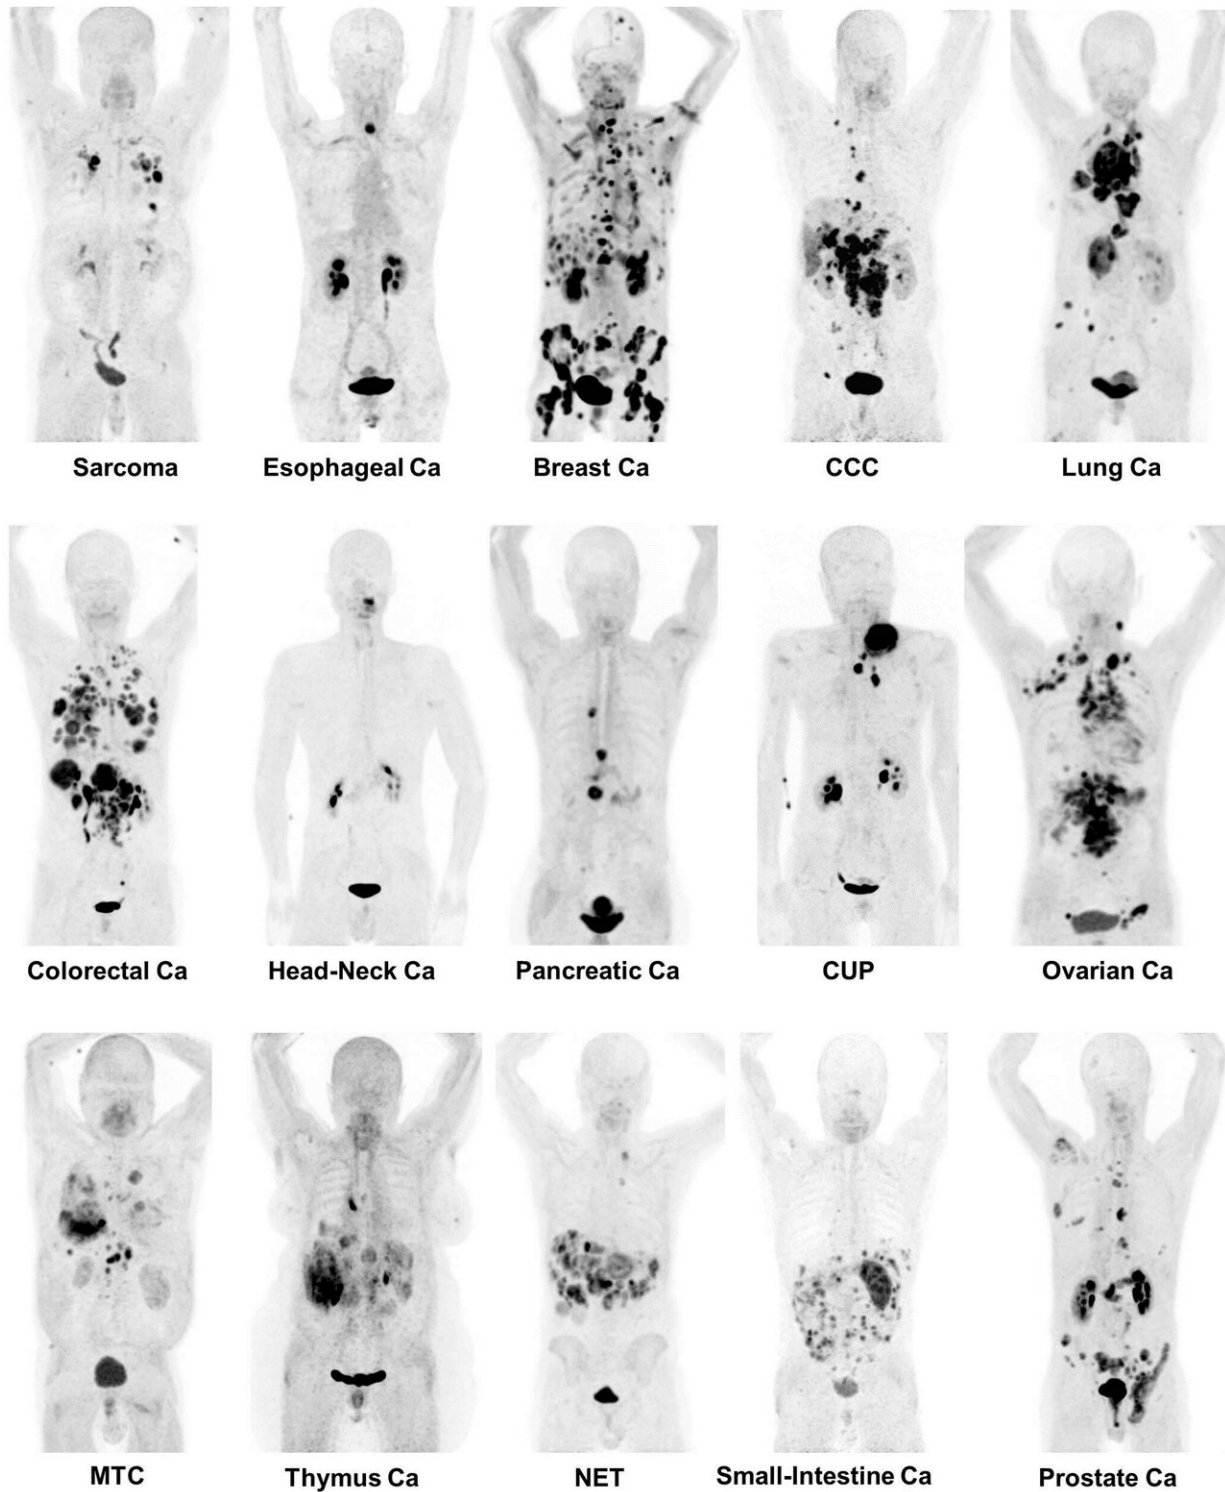 Sarcoma
Esophageal Ca
Breast Ca
CCC
Lung Ca
Colorectal Ca
Head-Neck Ca
Pancreatic Ca
CUP
Ovarian Ca
MTC
Thymus Ca
NET
Small-Intestine Ca
Prostate Ca